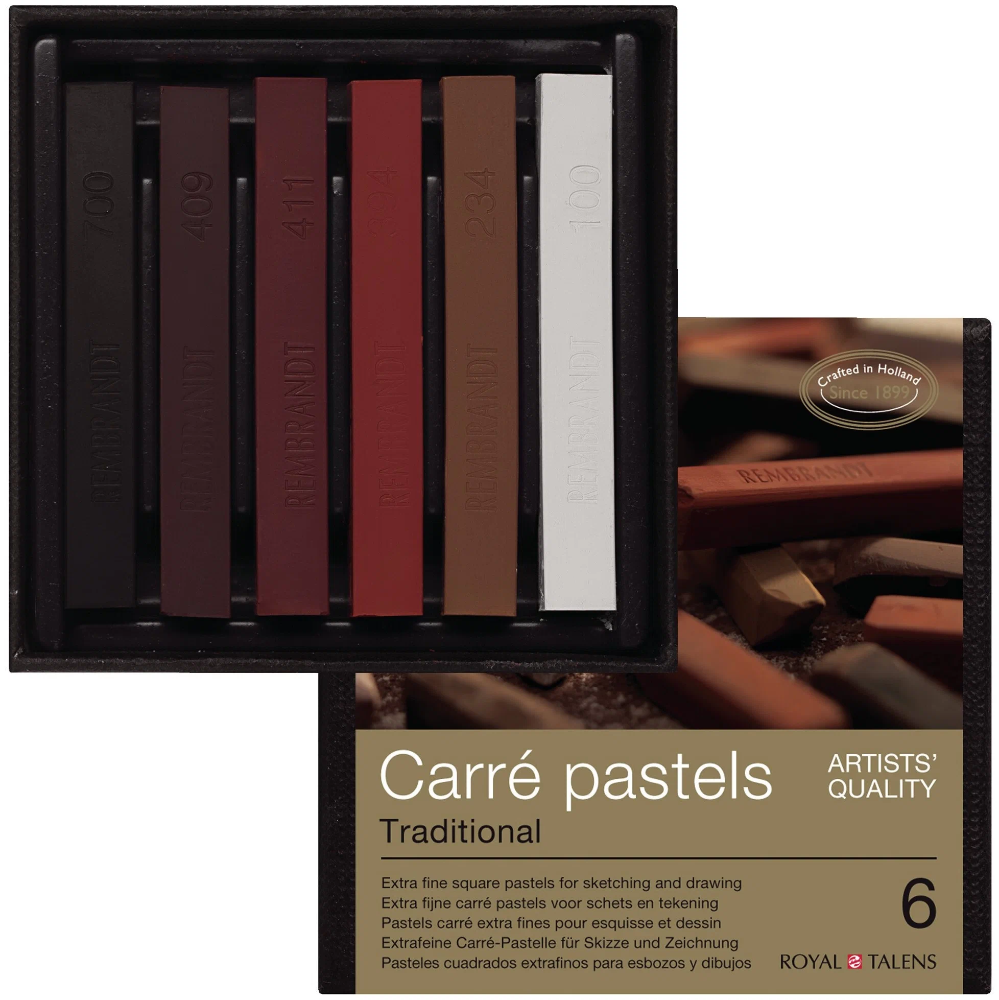 700
REMBRANDT
409
REMBRANDT
411
REMBRANDT
394
REMBRANDT
234
REMBRANDT
100
REMBRANDT
Crafted in Holland
Since 1899
REMBRANDT
Carré pastels
ARTISTS'
QUALITY
Traditional
Extra fine square pastels for sketching and drawing
Extra fijne carré pastels voor schets en tekening
Pastels carré extra fines pour esquisse et dessin
Extrafeine Carré-Pastelle für Skizze und Zeichnung
Pasteles cuadrados extrafinos para esbozos y dibujos
6
ROYAL TALENS